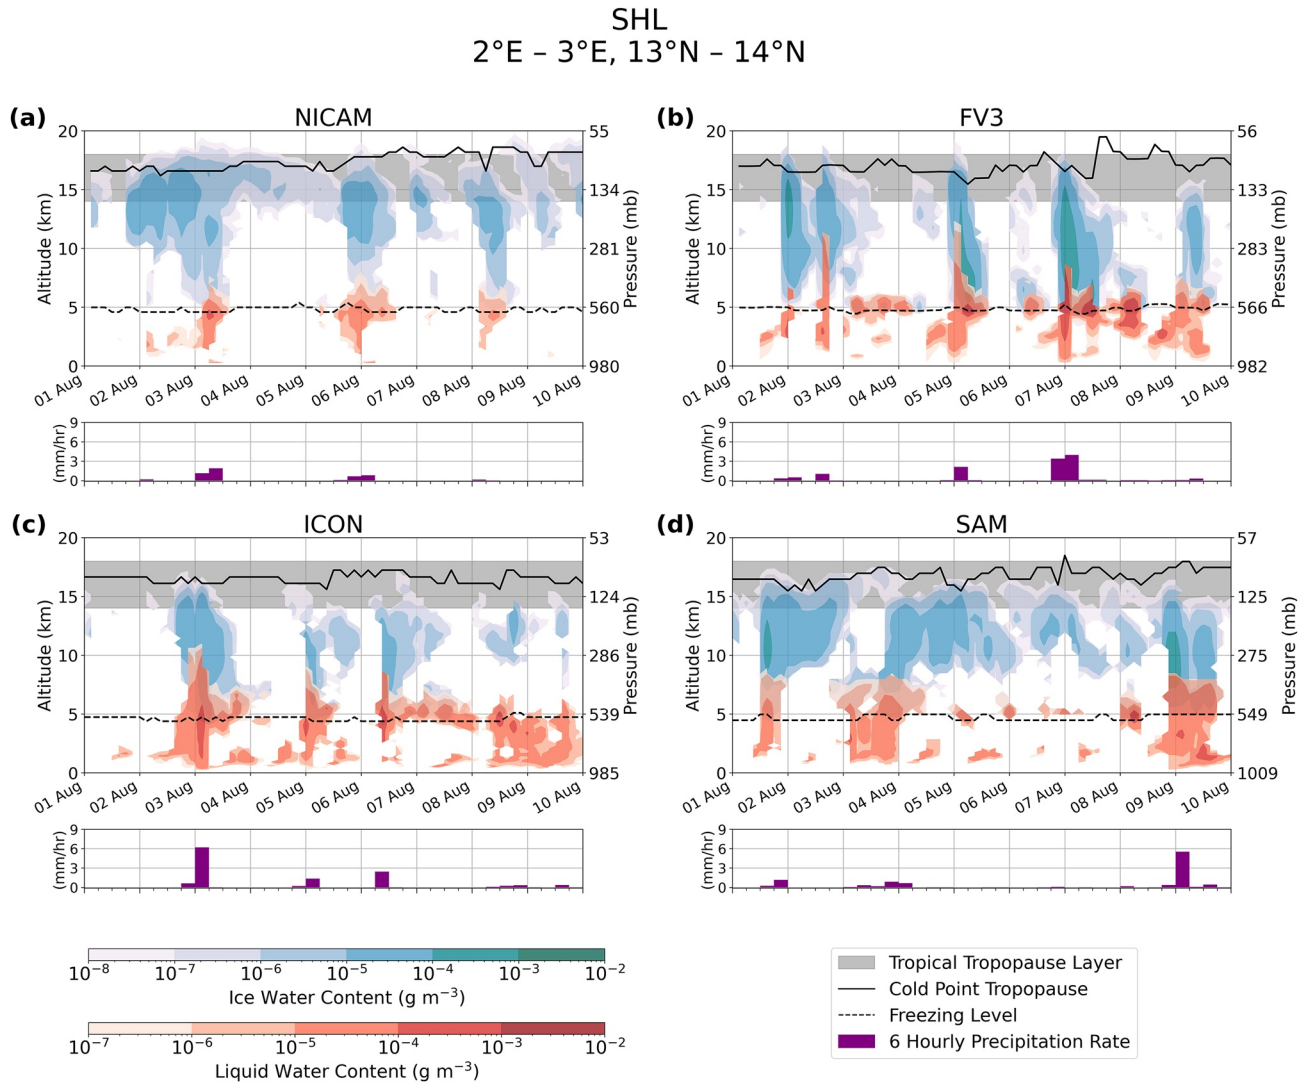 SHL
2°E – 3°E, 13°N – 14°N
(a) NICAM
20 55
15 134
10 281
5 560
0 980
Altitude (km)
Pressure (mb)
01 Aug 02 Aug 03 Aug 04 Aug 05 Aug 06 Aug 07 Aug 08 Aug 09 Aug 10 Aug
9
6
3
0
(mm/hr)
(b) FV3
20 56
15 133
10 283
5 566
0 982
Altitude (km)
Pressure (mb)
01 Aug 02 Aug 03 Aug 04 Aug 05 Aug 06 Aug 07 Aug 08 Aug 09 Aug 10 Aug
9
6
3
0
(mm/hr)
(c) ICON
20 53
15 124
10 286
5 539
0 985
Altitude (km)
Pressure (mb)
01 Aug 02 Aug 03 Aug 04 Aug 05 Aug 06 Aug 07 Aug 08 Aug 09 Aug 10 Aug
9
6
3
0
(mm/hr)
(d) SAM
20 57
15 125
10 275
5 549
0 1009
Altitude (km)
Pressure (mb)
01 Aug 02 Aug 03 Aug 04 Aug 05 Aug 06 Aug 07 Aug 08 Aug 09 Aug 10 Aug
9
6
3
0
(mm/hr)
10⁻⁸ 10⁻⁷ 10⁻⁶ 10⁻⁵ 10⁻⁴ 10⁻³ 10⁻²
Ice Water Content (g m⁻³)
10⁻⁷ 10⁻⁶ 10⁻⁵ 10⁻⁴ 10⁻³ 10⁻²
Liquid Water Content (g m⁻³)
Tropical Tropopause Layer
Cold Point Tropopause
Freezing Level
6 Hourly Precipitation Rate